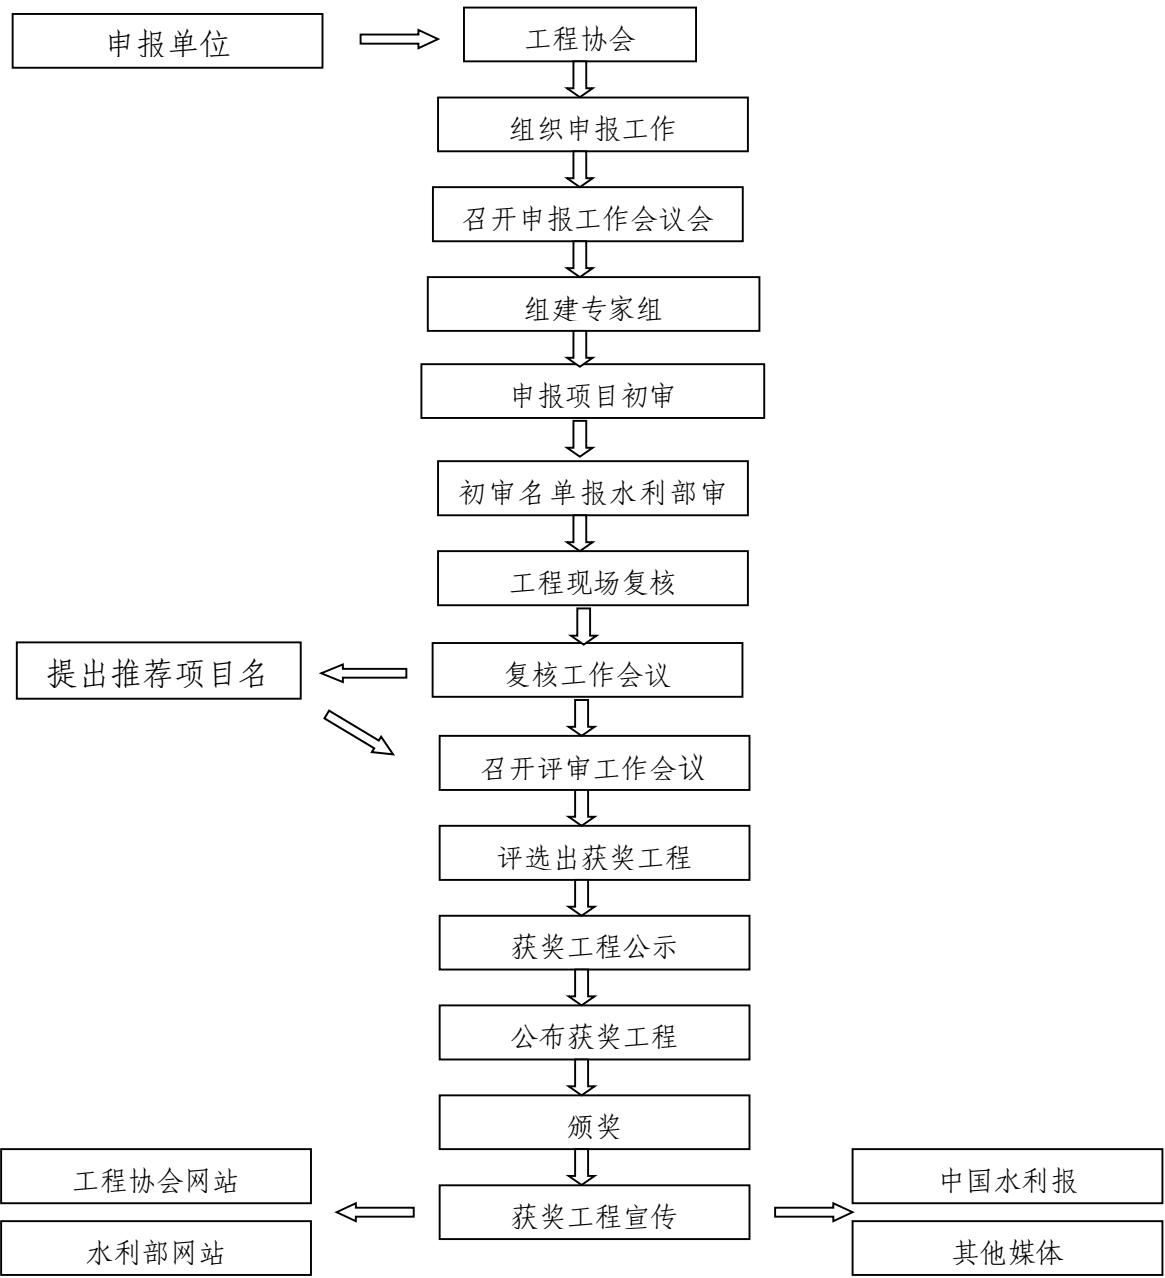 申报单位
工程协会
组织申报工作
召开申报工作会议会
组建专家组
申报项目初审
初审名单报水利部审
工程现场复核
提出推荐项目名
复核工作会议
召开评审工作会议
评选出获奖工程
获奖工程公示
公布获奖工程
颁奖
工程协会网站
中国水利报
获奖工程宣传
水利部网站
其他媒体